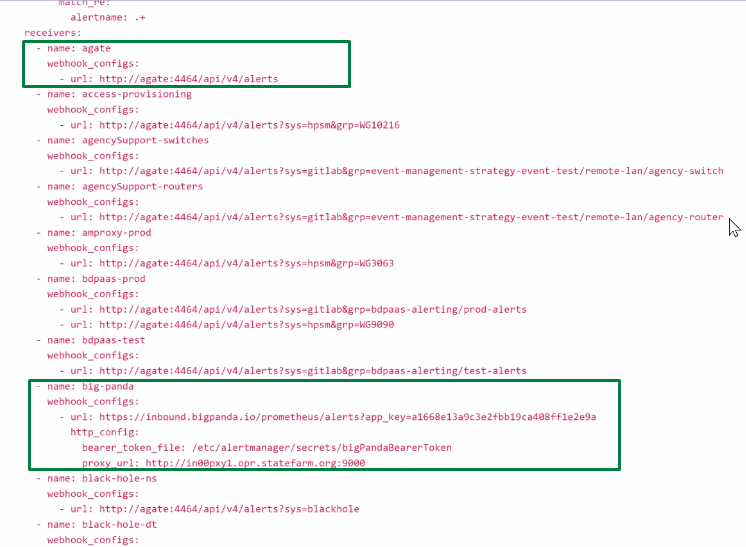 match_re:
alertname: .+
receivers:
- name: agate
webhook_configs:
- url: http://agate:4464/api/v4/alerts
- name: access-provisioning
webhook_configs:
- url: http://agate:4464/api/v4/alerts?sys=hpsm&grp=WG10216
- name: agencySupport-switches
webhook_configs:
- url: http://agate:4464/api/v4/alerts?sys=gitlab&grp=event-management-strategy-event-test/remote-lan/agency-switch
- name: agencySupport-routers
webhook_configs:
- url: http://agate:4464/api/v4/alerts?sys=gitlab&grp=event-management-strategy-event-test/remote-lan/agency-router
- name: amproxy-prod
webhook_configs:
- url: http://agate:4464/api/v4/alerts?sys=hpsm&grp=WG3063
- name: bdpaas-prod
webhook_configs:
- url: http://agate:4464/api/v4/alerts?sys=gitlab&grp=bdpaas-alerting/prod-alerts
- url: http://agate:4464/api/v4/alerts?sys=hpsm&grp=WG9090
- name: bdpaas-test
webhook_configs:
- url: http://agate:4464/api/v4/alerts?sys=gitlab&grp=bdpaas-alerting/test-alerts
- name: big-panda
webhook_configs:
- url: https://inbound.bigpanda.io/prometheus/alerts?app_key=a1668e13a9c3e2fbb19ca408ff1e2e9a
http_config:
bearer_token_file: /etc/alertmanager/secrets/bigPandaBearerToken
proxy_url: http://in00pxy1.opr.statefarm.org:9000
- name: black-hole-ns
webhook_configs:
- url: http://agate:4464/api/v4/alerts?sys=blackhole
- name: black-hole-dt
webhook_configs: